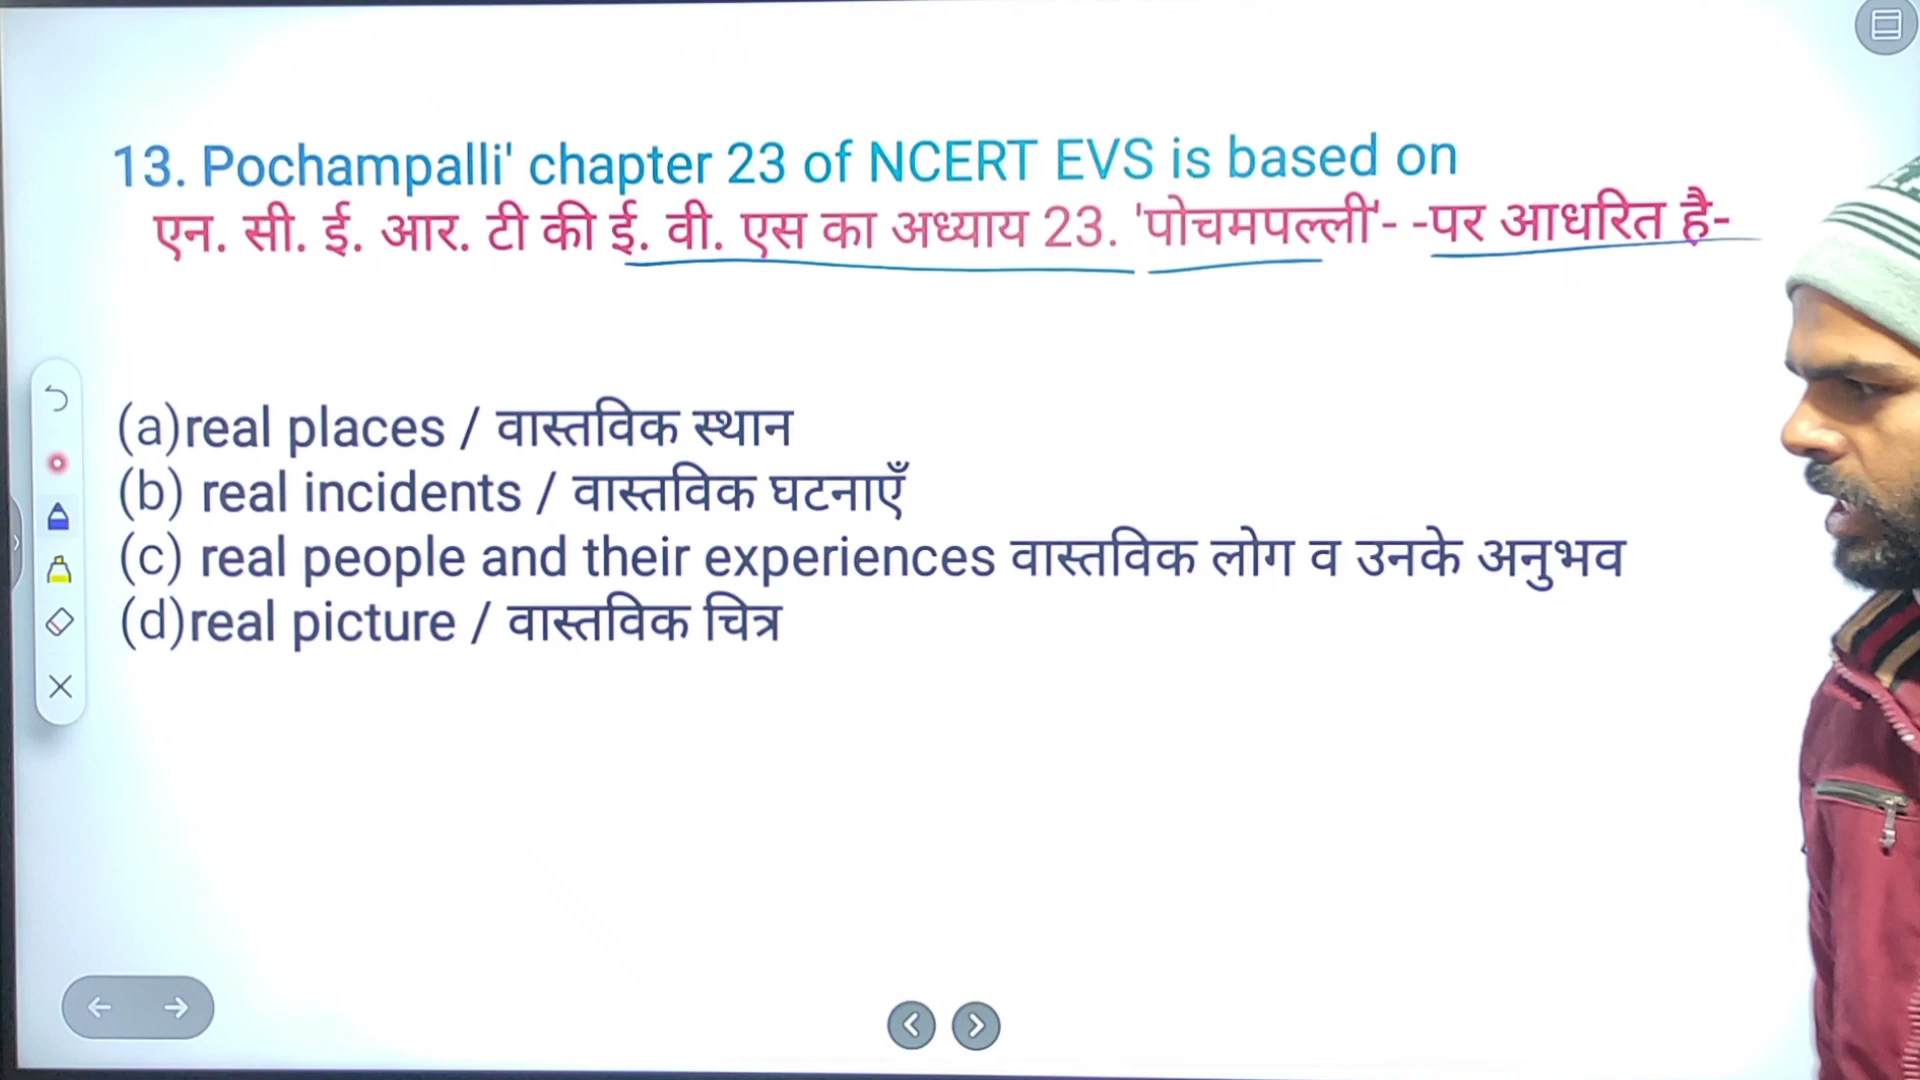 13. Pochampalli' chapter 23 of NCERT EVS is based on
एन. सी. ई. आर. टी की ई. वी. एस का अध्याय 23. 'पोचमपल्ली'- -पर आधरित है-
(a)real places / वास्तविक स्थान
(b) real incidents / वास्तविक घटनाएँ
(c) real people and their experiences वास्तविक लोग व उनके अनुभव
(d)real picture / वास्तविक चित्र